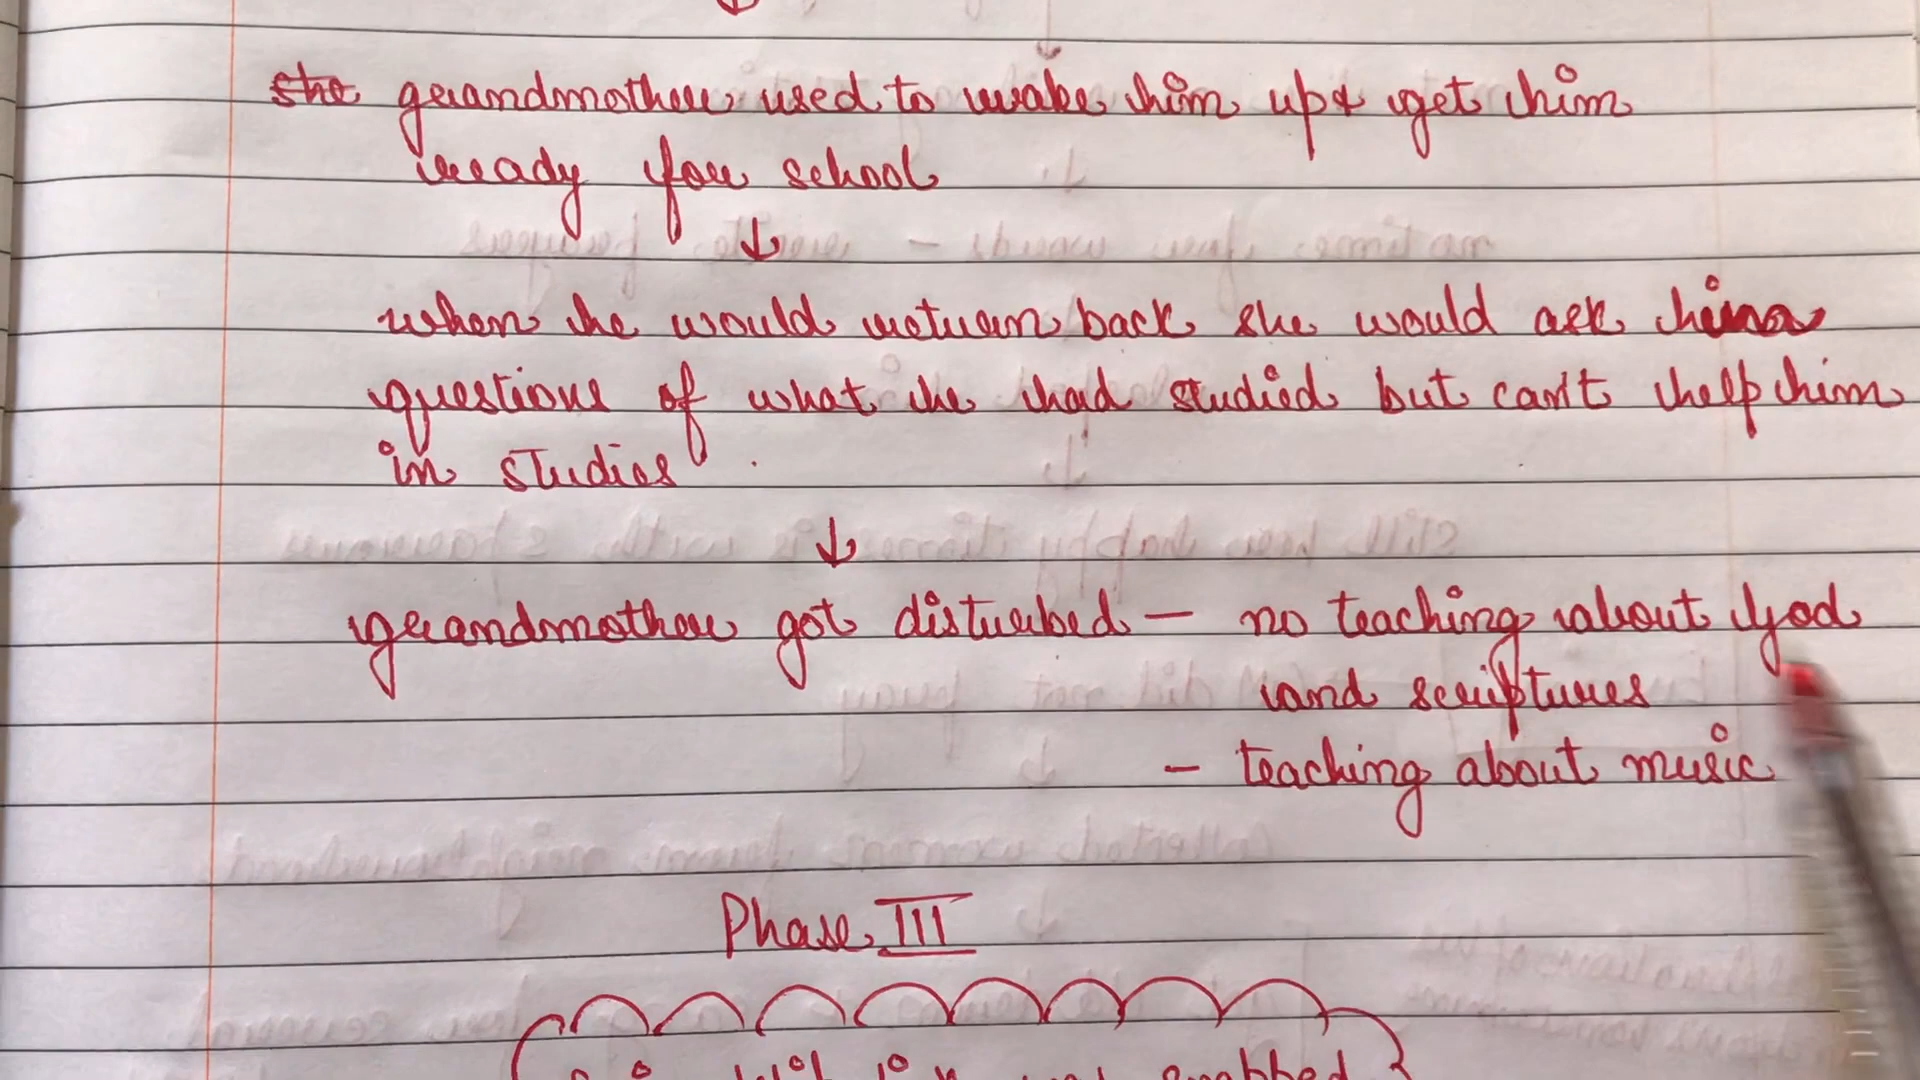 she grandmother used to wake him up & get him
ready for school
↓
when he would return back she would ask him
questions of what he had studied but can't help him
in studies
↓
grandmother got disturbed — no teaching about God
and scriptures
- teaching about music
Phase III
snabbed